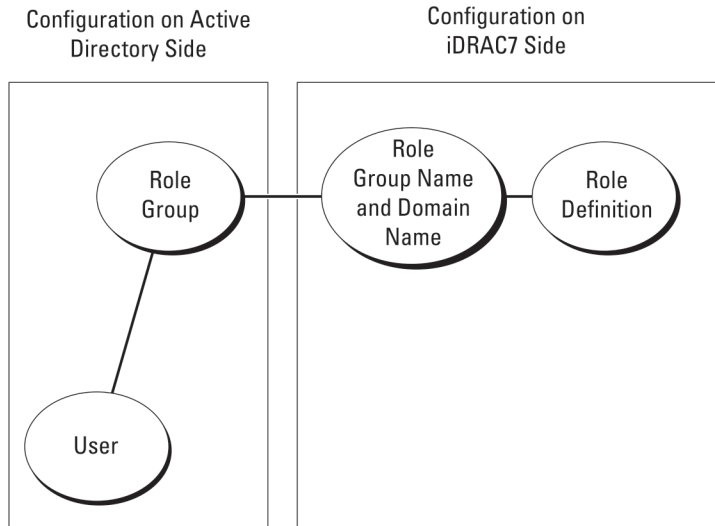 Configuration on Active
Directory Side
Configuration on
iDRAC7 Side
Role
Group
Role
Group Name
and Domain
Name
Role
Definition
User